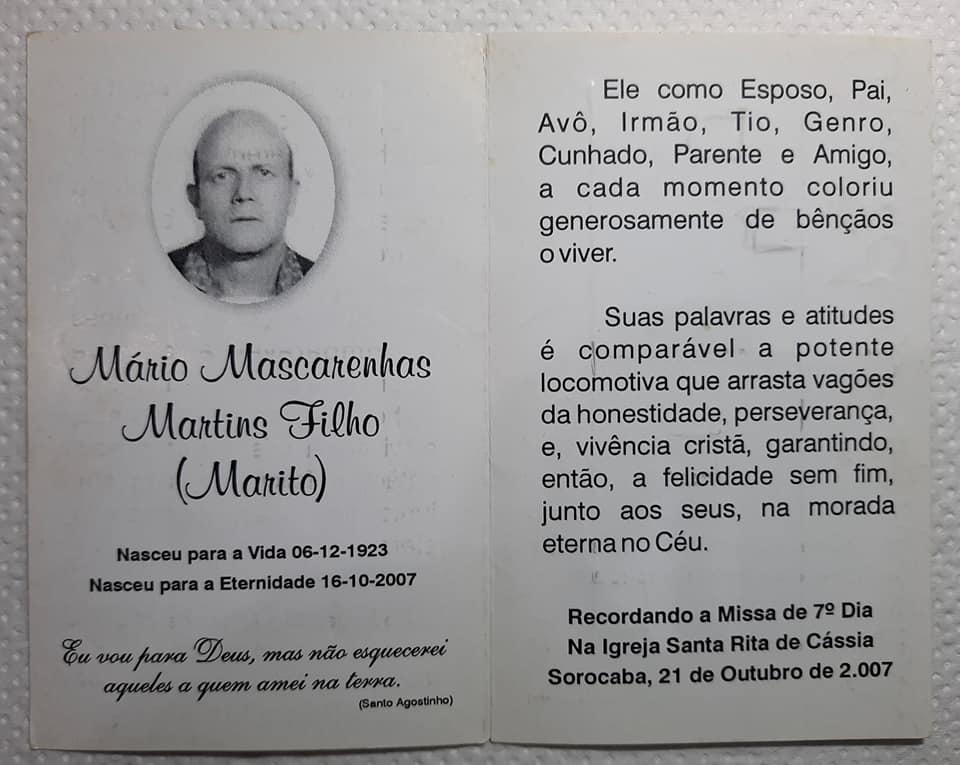 Mário Mascarenhas
Martins Filho
(Marito)
Nasceu para a Vida 06-12-1923
Nasceu para a Eternidade 16-10-2007
Eu vou para Deus, mas não esquecerei
aqueles a quem amei na terra.
(Santo Agostinho)
Ele como Esposo, Pai,
Avô, Irmão, Tio, Genro,
Cunhado, Parente e Amigo,
a cada momento coloriu
generosamente de bênçãos
o viver.
Suas palavras e atitudes
é comparável a potente
locomotiva que arrasta vagões
da honestidade, perseverança,
e, vivência cristã, garantindo,
então, a felicidade sem fim,
junto aos seus, na morada
eterna no Céu.
Recordando a Missa de 7º Dia
Na Igreja Santa Rita de Cássia
Sorocaba, 21 de Outubro de 2.007